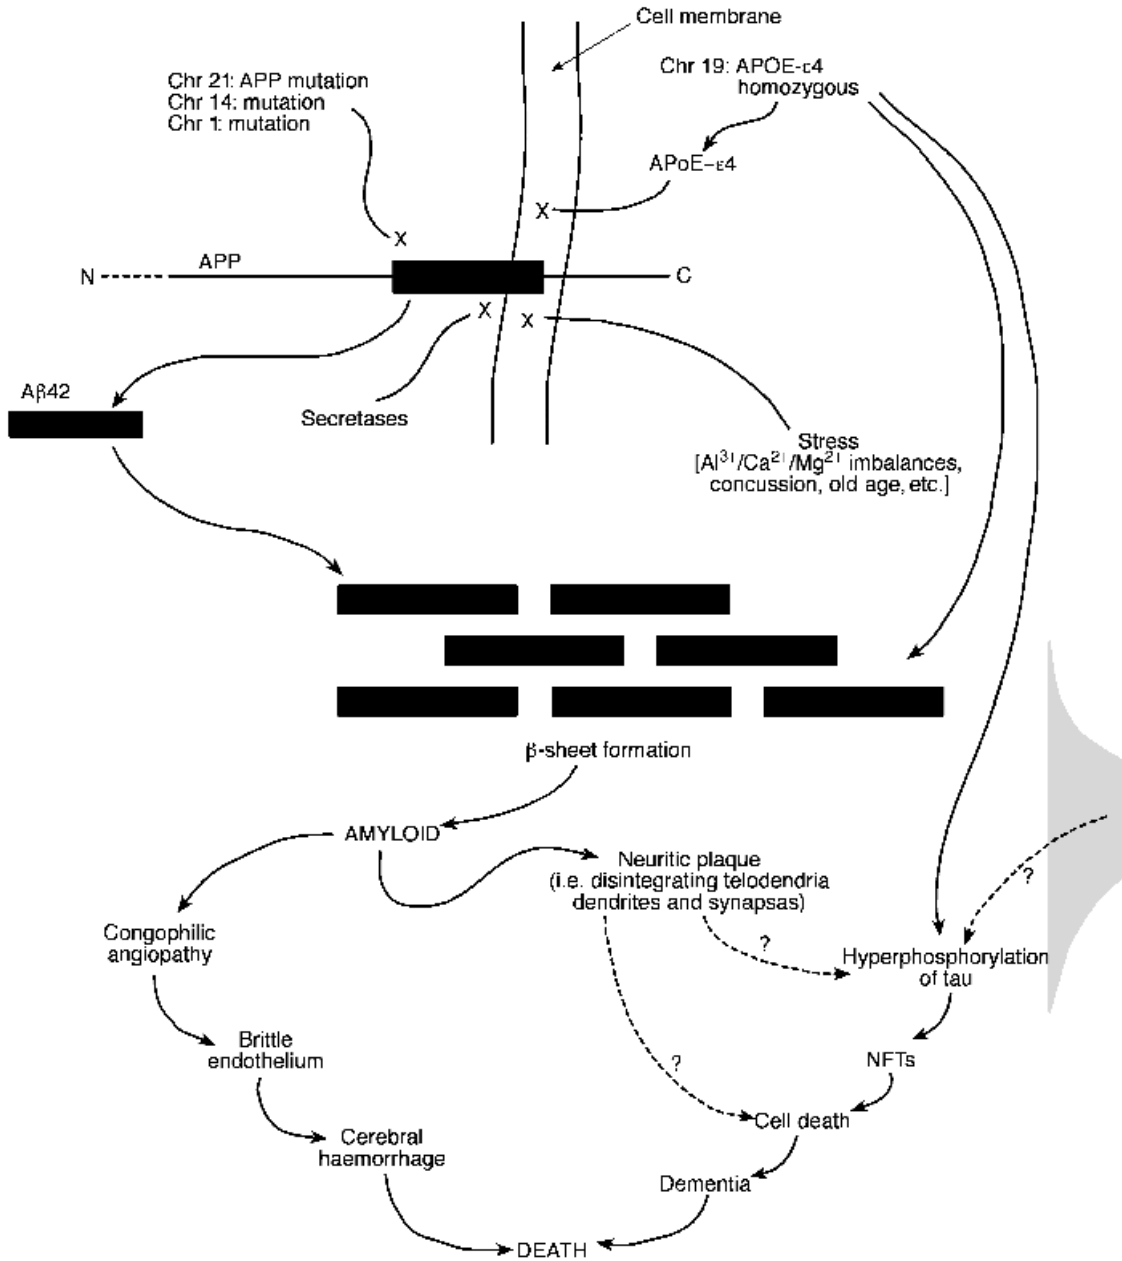 Cell membrane
Chr 19: APOE-ε4
homozygous
Chr 21: APP mutation
Chr 14: mutation
Chr 1: mutation
APoE–ε4
X
X
N
APP
C
X
X
Aβ42
Secretases
Stress
[Al³⁺/Ca²⁺/Mg²⁺ imbalances,
concussion, old age, etc.]
β-sheet formation
AMYLOID
Neuritic plaque
(i.e. disintegrating telodendria
dendrites and synapsas)
?
?
Congophilic
angiopathy
Hyperphosphorylation
of tau
Brittle
endothelium
NFTs
?
Cell death
Cerebral
haemorrhage
Dementia
DEATH